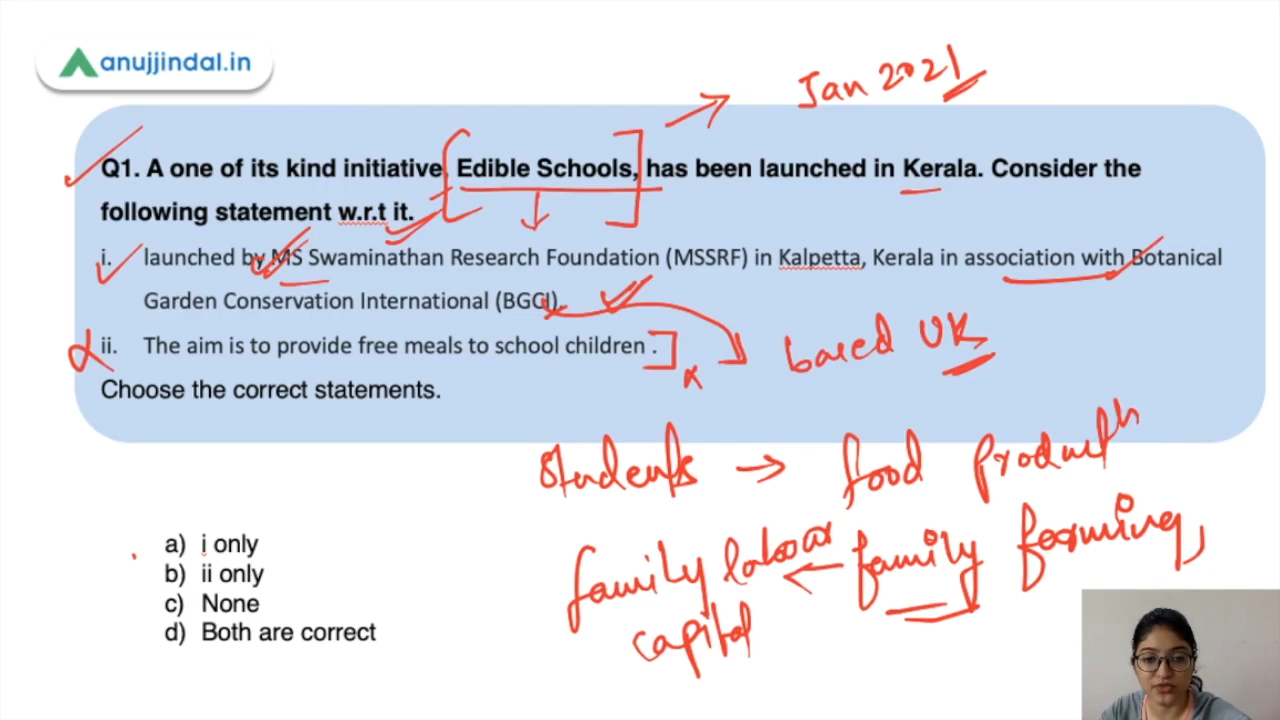 anujjindal.in
Jan 2021
Q1. A one of its kind initiative, Edible Schools, has been launched in Kerala. Consider the
following statement w.r.t it.
i. launched by MS Swaminathan Research Foundation (MSSRF) in Kalpetta, Kerala in association with Botanical
Garden Conservation International (BGCI).
ii. The aim is to provide free meals to school children .
based UK
Choose the correct statements.
students → food productn
family labour ← family farming,
capital
a) i only
b) ii only
c) None
d) Both are correct